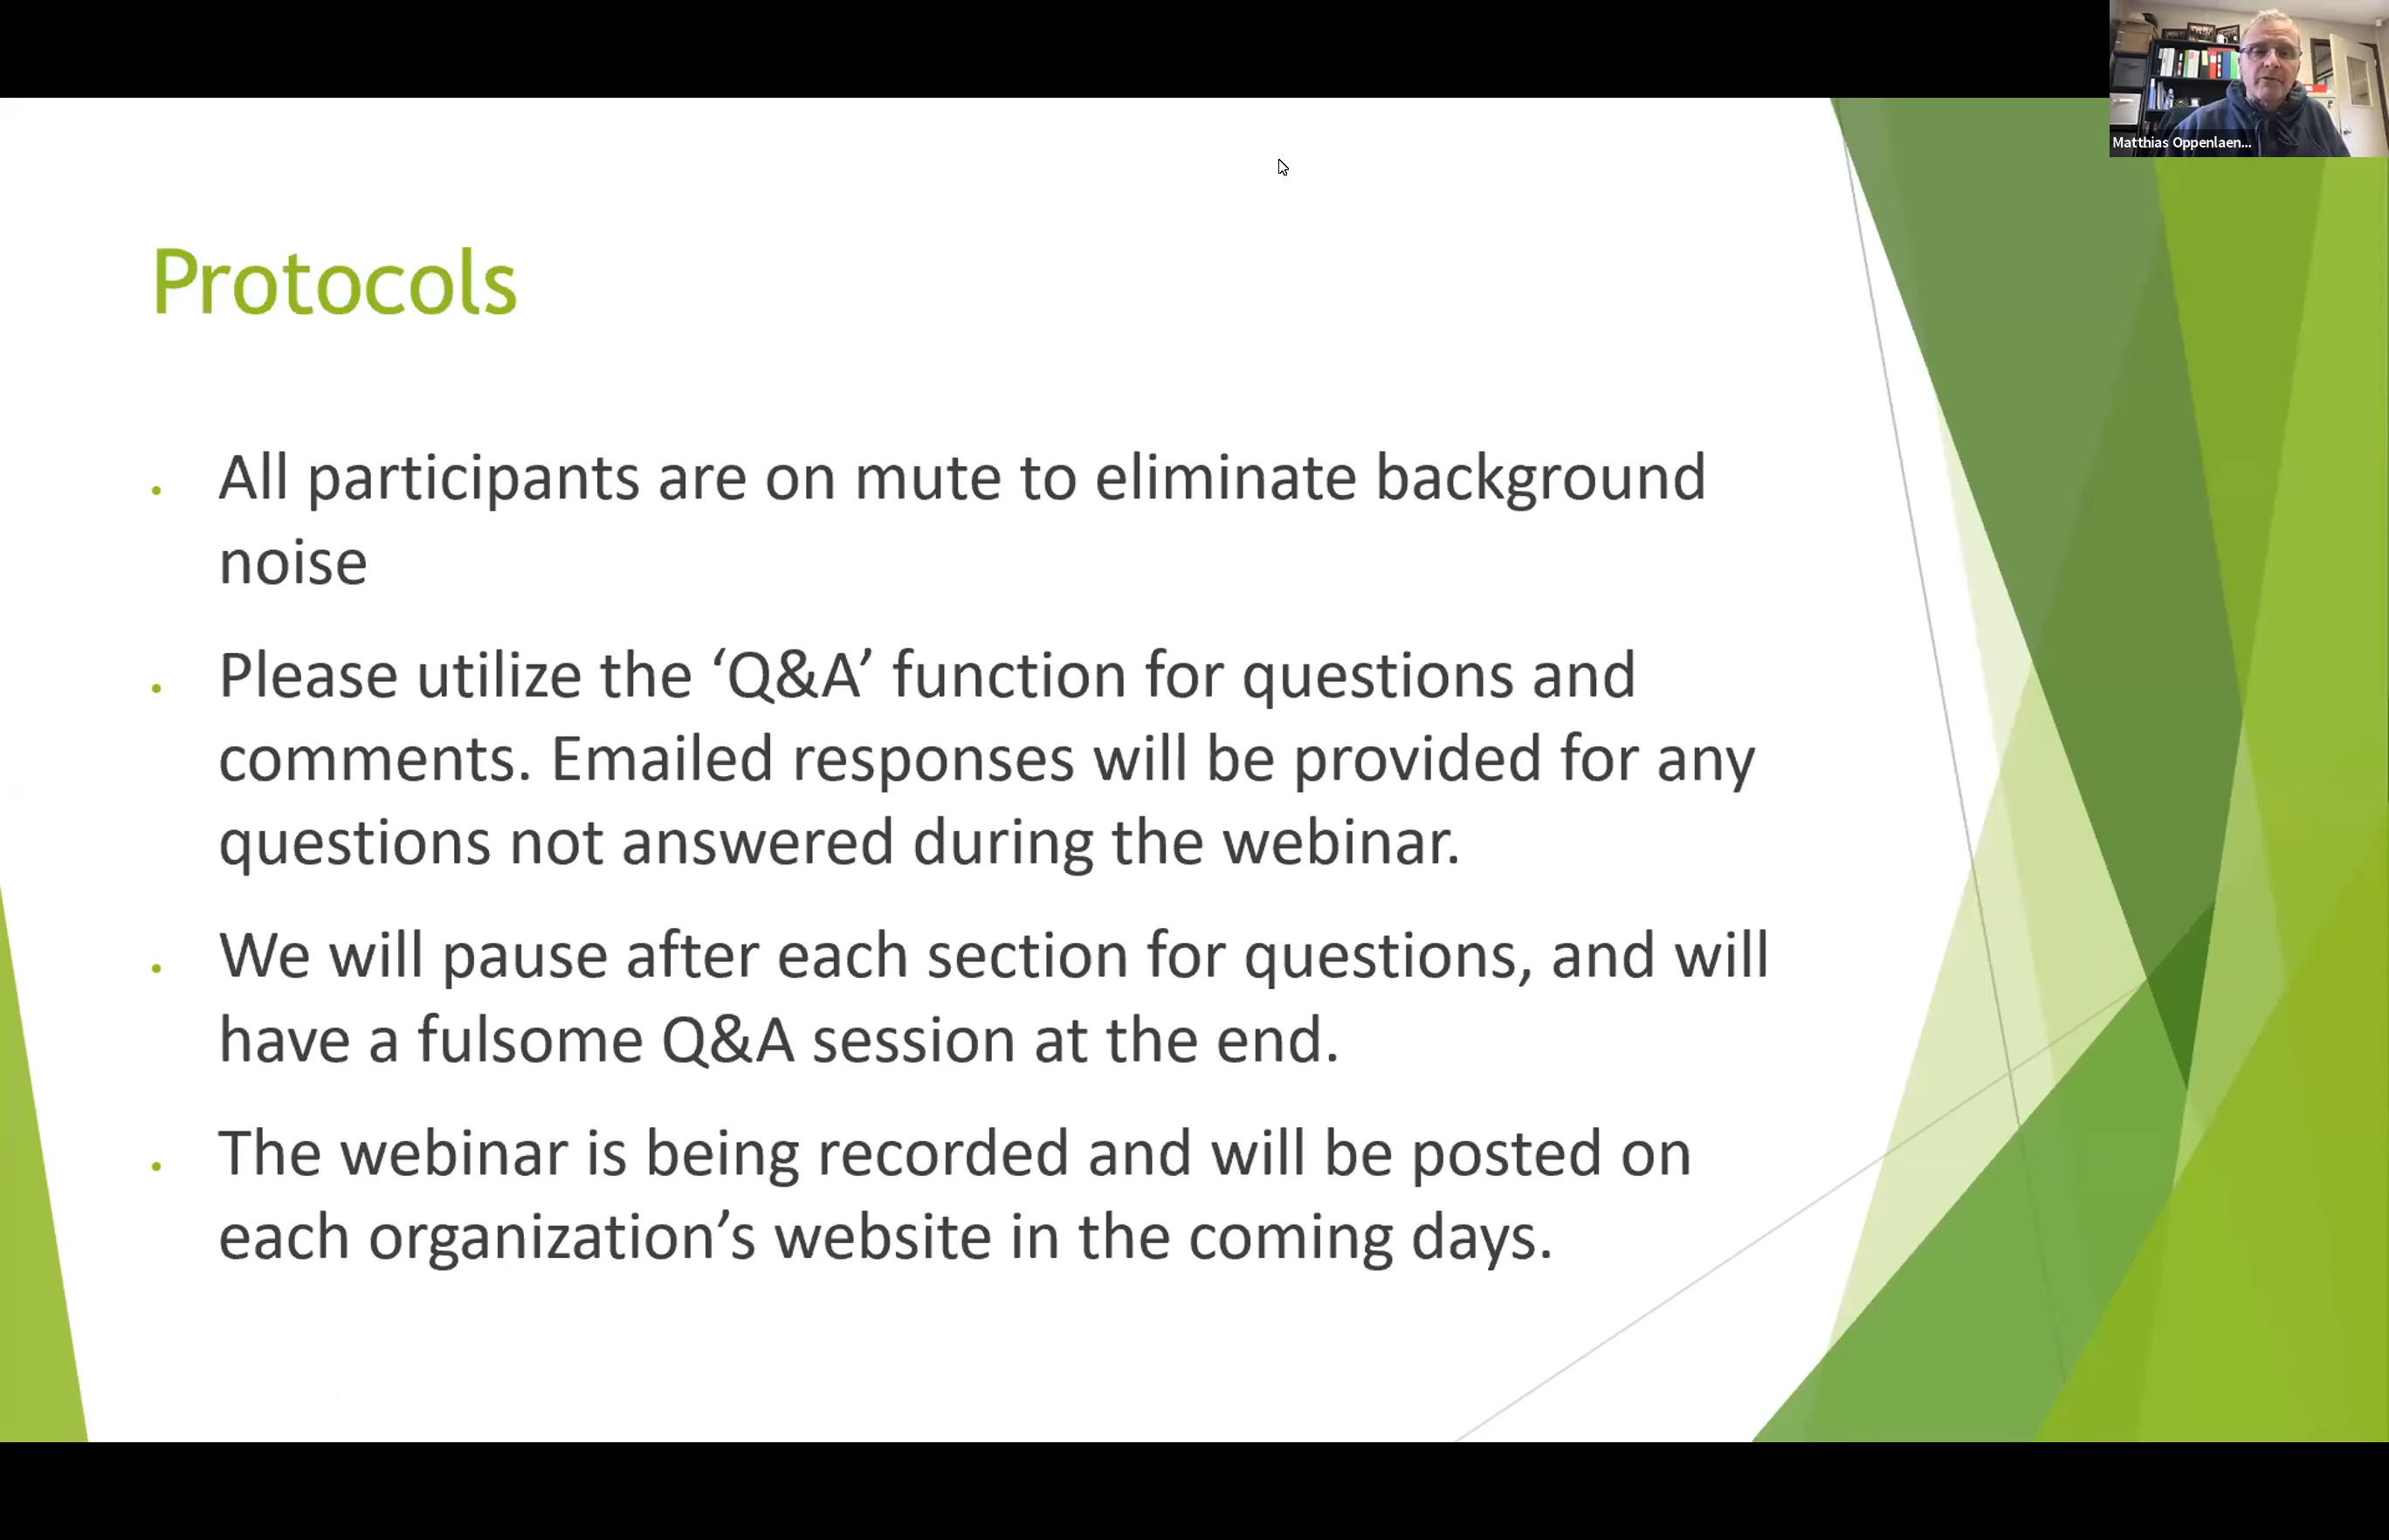 Matthias Oppenlaen...
Protocols
All participants are on mute to eliminate background
noise
Please utilize the ‘Q&A’ function for questions and
comments. Emailed responses will be provided for any
questions not answered during the webinar.
We will pause after each section for questions, and will
have a fulsome Q&A session at the end.
The webinar is being recorded and will be posted on
each organization’s website in the coming days.